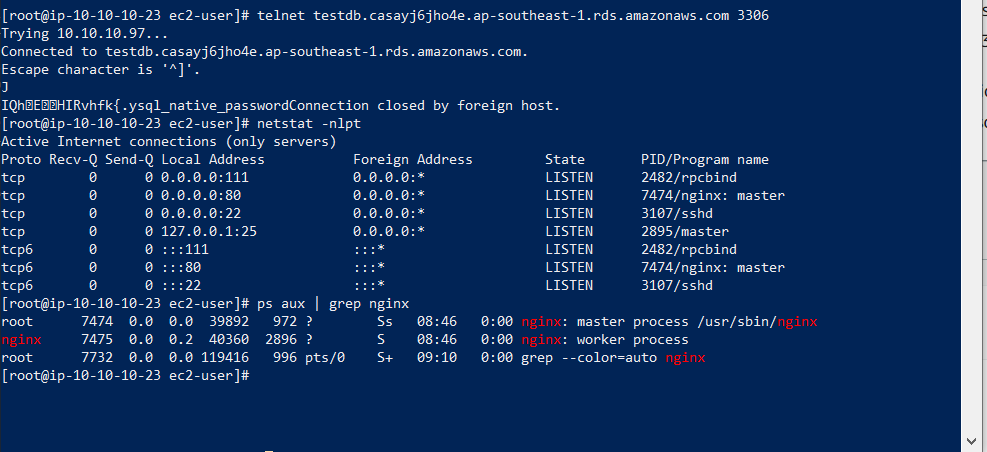 [root@ip-10-10-10-23 ec2-user]# telnet testdb.casayj6jho4e.ap-southeast-1.rds.amazonaws.com 3306
Trying 10.10.10.97...
Connected to testdb.casayj6jho4e.ap-southeast-1.rds.amazonaws.com.
Escape character is '^]'.
J
IQh�E��HIRvhfk{.ysql_native_passwordConnection closed by foreign host.
[root@ip-10-10-10-23 ec2-user]# netstat -nlpt
Active Internet connections (only servers)
Proto Recv-Q Send-Q Local Address           Foreign Address         State       PID/Program name
tcp        0      0 0.0.0.0:111             0.0.0.0:*               LISTEN      2482/rpcbind
tcp        0      0 0.0.0.0:80              0.0.0.0:*               LISTEN      7474/nginx: master
tcp        0      0 0.0.0.0:22              0.0.0.0:*               LISTEN      3107/sshd
tcp        0      0 127.0.0.1:25            0.0.0.0:*               LISTEN      2895/master
tcp6       0      0 :::111                  :::*                    LISTEN      2482/rpcbind
tcp6       0      0 :::80                   :::*                    LISTEN      7474/nginx: master
tcp6       0      0 :::22                   :::*                    LISTEN      3107/sshd
[root@ip-10-10-10-23 ec2-user]# ps aux | grep nginx
root      7474  0.0  0.0  39892   972 ?        Ss   08:46   0:00 nginx: master process /usr/sbin/nginx
nginx     7475  0.0  0.2  40360  2896 ?        S    08:46   0:00 nginx: worker process
root      7732  0.0  0.0 119416   996 pts/0    S+   09:10   0:00 grep --color=auto nginx
[root@ip-10-10-10-23 ec2-user]#